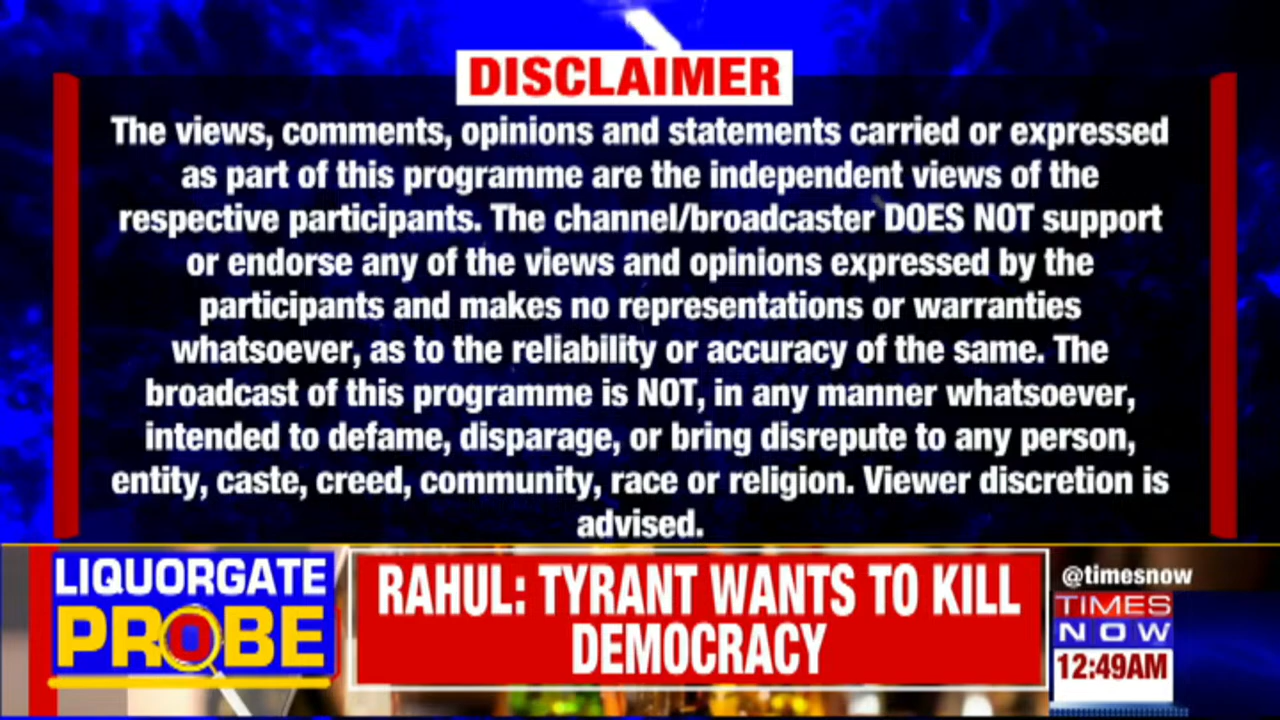 DISCLAIMER
The views, comments, opinions and statements carried or expressed
as part of this programme are the independent views of the
respective participants. The channel/broadcaster DOES NOT support
or endorse any of the views and opinions expressed by the
participants and makes no representations or warranties
whatsoever, as to the reliability or accuracy of the same. The
broadcast of this programme is NOT, in any manner whatsoever,
intended to defame, disparage, or bring disrepute to any person,
entity, caste, creed, community, race or religion. Viewer discretion is
advised.
LIQUORGATE
PROBE
RAHUL: TYRANT WANTS TO KILL
DEMOCRACY
@timesnow
TIMES
NOW
12:49AM